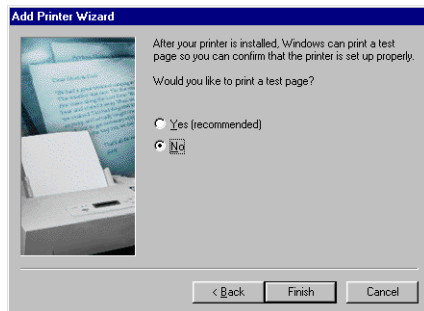 Add Printer Wizard
After your printer is installed, Windows can print a test
page so you can confirm that the printer is set up properly.
Would you like to print a test page?
Yes (recommended)
No
< Back
Finish
Cancel